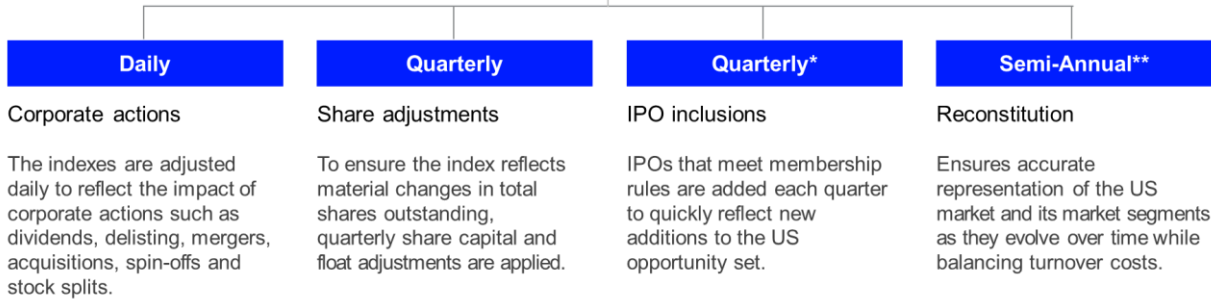 Daily
Corporate actions
The indexes are adjusted
daily to reflect the impact of
corporate actions such as
dividends, delisting, mergers,
acquisitions, spin-offs and
stock splits.
Quarterly
Share adjustments
To ensure the index reflects
material changes in total
shares outstanding,
quarterly share capital and
float adjustments are applied.
Quarterly*
IPO inclusions
IPOs that meet membership
rules are added each quarter
to quickly reflect new
additions to the US
opportunity set.
Semi-Annual**
Reconstitution
Ensures accurate
representation of the US
market and its market segments
as they evolve over time while
balancing turnover costs.